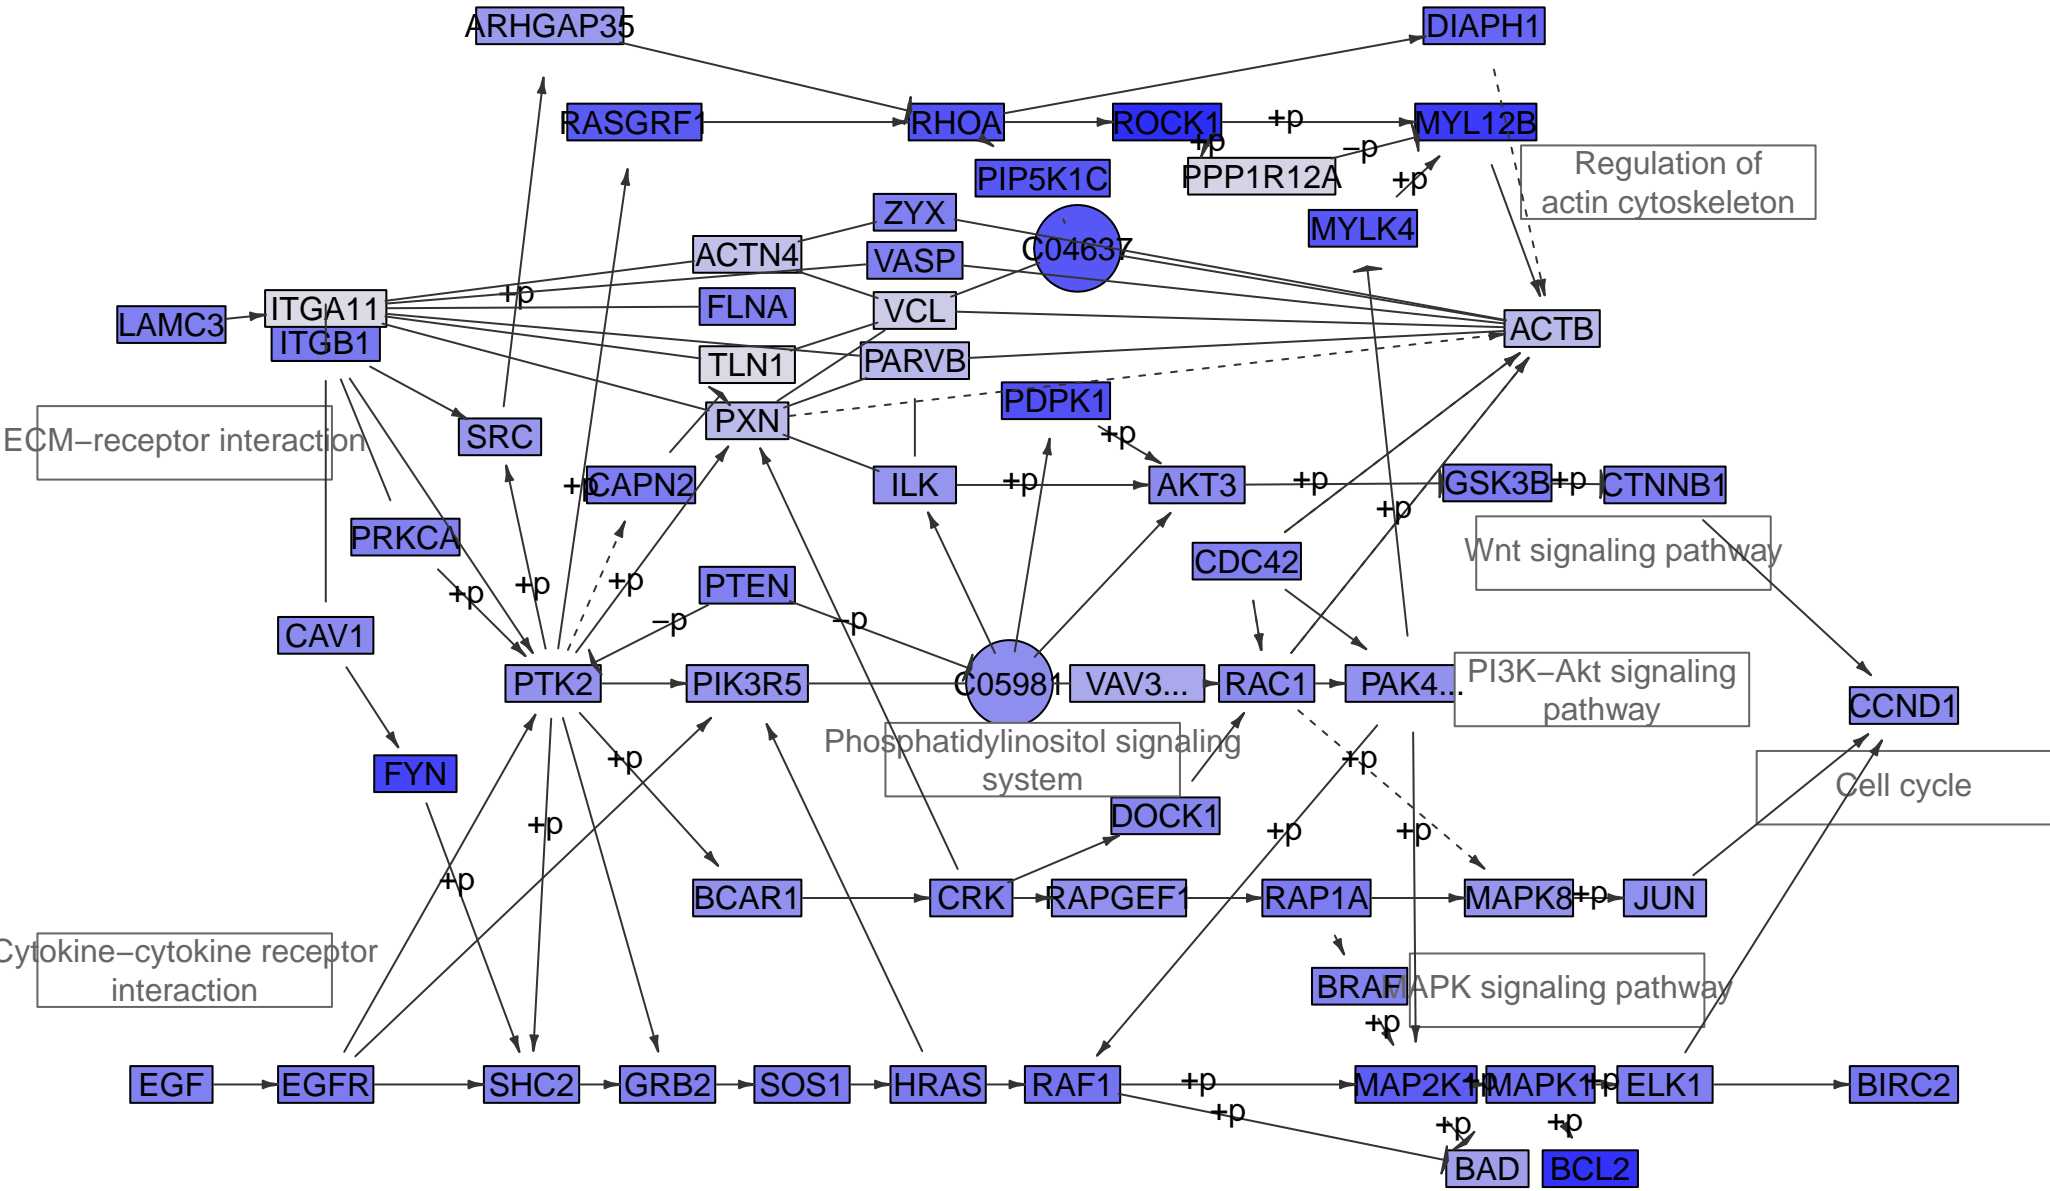 ARHGAP35
DIAPH1
RASGRF1
RHOA
ROCK1
+p
MYL12B
+p
−p
PIP5K1C
PPP1R12A
+p
Regulation of
actin cytoskeleton
ZYX
MYLK4
ACTN4
VASP
C04637
+p
ITGA11
FLNA
VCL
LAMC3
ITGB1
ACTB
TLN1
PARVB
PDPK1
PXN
+p
ECM−receptor interaction
SRC
+p
CAPN2
ILK
+p
AKT3
+p
GSK3B
+p
CTNNB1
+p
PRKCA
Wnt signaling pathway
CDC42
+p
+p
+p
PTEN
−p
−p
CAV1
PTK2
PIK3R5
C05981
VAV3...
RAC1
PAK4...
PI3K−Akt signaling
pathway
CCND1
Phosphatidylinositol signaling
system
FYN
+p
+p
Cell cycle
DOCK1
+p
+p
+p
+p
BCAR1
CRK
RAPGEF1
RAP1A
MAPK8
+p
JUN
Cytokine−cytokine receptor
interaction
BRAF
MAPK signaling pathway
+p
EGF
EGFR
SHC2
GRB2
SOS1
HRAS
RAF1
+p
MAP2K1
+p
MAPK1
+p
ELK1
BIRC2
+p
+p
+p
BAD
BCL2